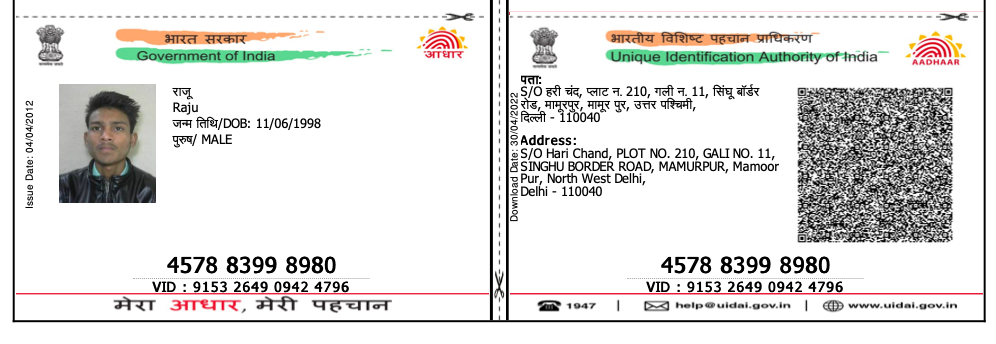 भारत सरकार
Government of India
आधार
Issue Date: 04/04/2012
राजू
Raju
जन्म तिथि/DOB: 11/06/1998
पुरुष/ MALE
4578 8399 8980
VID : 9153 2649 0942 4796
मेरा आधार, मेरी पहचान
भारतीय विशिष्ट पहचान प्राधिकरण
Unique Identification Authority of India
AADHAAR
Download Date: 30/04/2022
पता:
S/O हरी चंद, प्लाट न. 210, गली न. 11, सिंघू बॉर्डर
रोड, मामूरपुर, मामूर पुर, उत्तर पश्चिमी,
दिल्ली - 110040
Address:
S/O Hari Chand, PLOT NO. 210, GALI NO. 11,
SINGHU BORDER ROAD, MAMURPUR, Mamoor
Pur, North West Delhi,
Delhi - 110040
4578 8399 8980
VID : 9153 2649 0942 4796
1947 | help@uidai.gov.in | www.uidai.gov.in